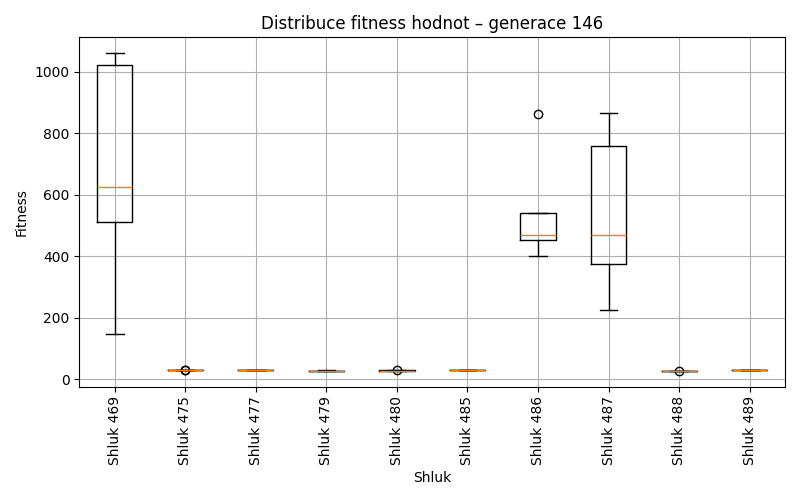 Distribuce fitness hodnot – generace 146
Fitness
1000
800
600
400
200
0
Shluk 469
Shluk 475
Shluk 477
Shluk 479
Shluk 480
Shluk 485
Shluk 486
Shluk 487
Shluk 488
Shluk 489
Shluk